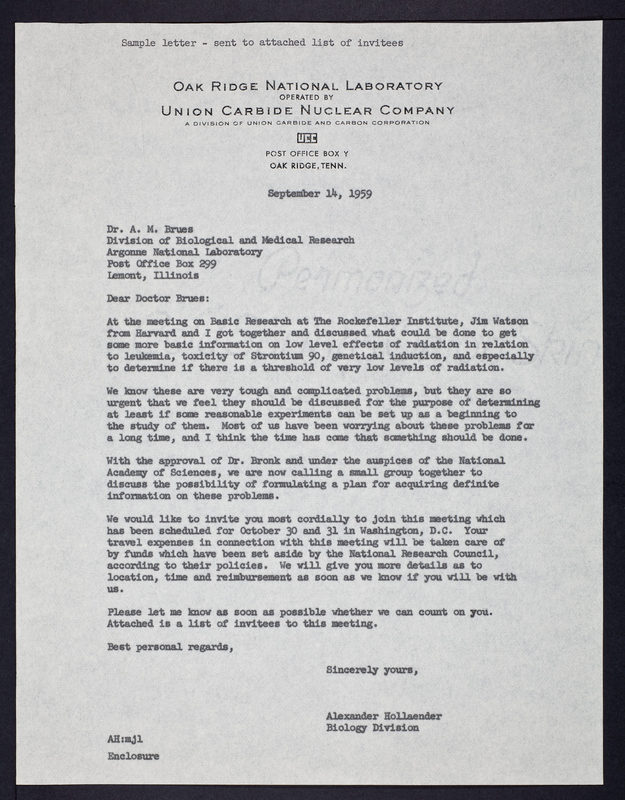 Sample letter - sent to attached list of invitees
OAK RIDGE NATIONAL LABORATORY
OPERATED BY
UNION CARBIDE NUCLEAR COMPANY
A DIVISION OF UNION CARBIDE AND CARBON CORPORATION
UCC
POST OFFICE BOX Y
OAK RIDGE, TENN.
September 14, 1959
Dr. A. M. Brues
Division of Biological and Medical Research
Argonne National Laboratory
Post Office Box 299
Lemont, Illinois
Dear Doctor Brues:
At the meeting on Basic Research at The Rockefeller Institute, Jim Watson
from Harvard and I got together and discussed what could be done to get
some more basic information on low level effects of radiation in relation
to leukemia, toxicity of Strontium 90, genetical induction, and especially
to determine if there is a threshold of very low levels of radiation.
We know these are very tough and complicated problems, but they are so
urgent that we feel they should be discussed for the purpose of determining
at least if some reasonable experiments can be set up as a beginning to
the study of them. Most of us have been worrying about these problems for
a long time, and I think the time has come that something should be done.
With the approval of Dr. Bronk and under the auspices of the National
Academy of Sciences, we are now calling a small group together to
discuss the possibility of formulating a plan for acquiring definite
information on these problems.
We would like to invite you most cordially to join this meeting which
has been scheduled for October 30 and 31 in Washington, D.C. Your
travel expenses in connection with this meeting will be taken care of
by funds which have been set aside by the National Research Council,
according to their policies. We will give you more details as to
location, time and reimbursement as soon as we know if you will be with
us.
Please let me know as soon as possible whether we can count on you.
Attached is a list of invitees to this meeting.
Best personal regards,
Sincerely yours,
Alexander Hollaender
Biology Division
AH:mjl
Enclosure